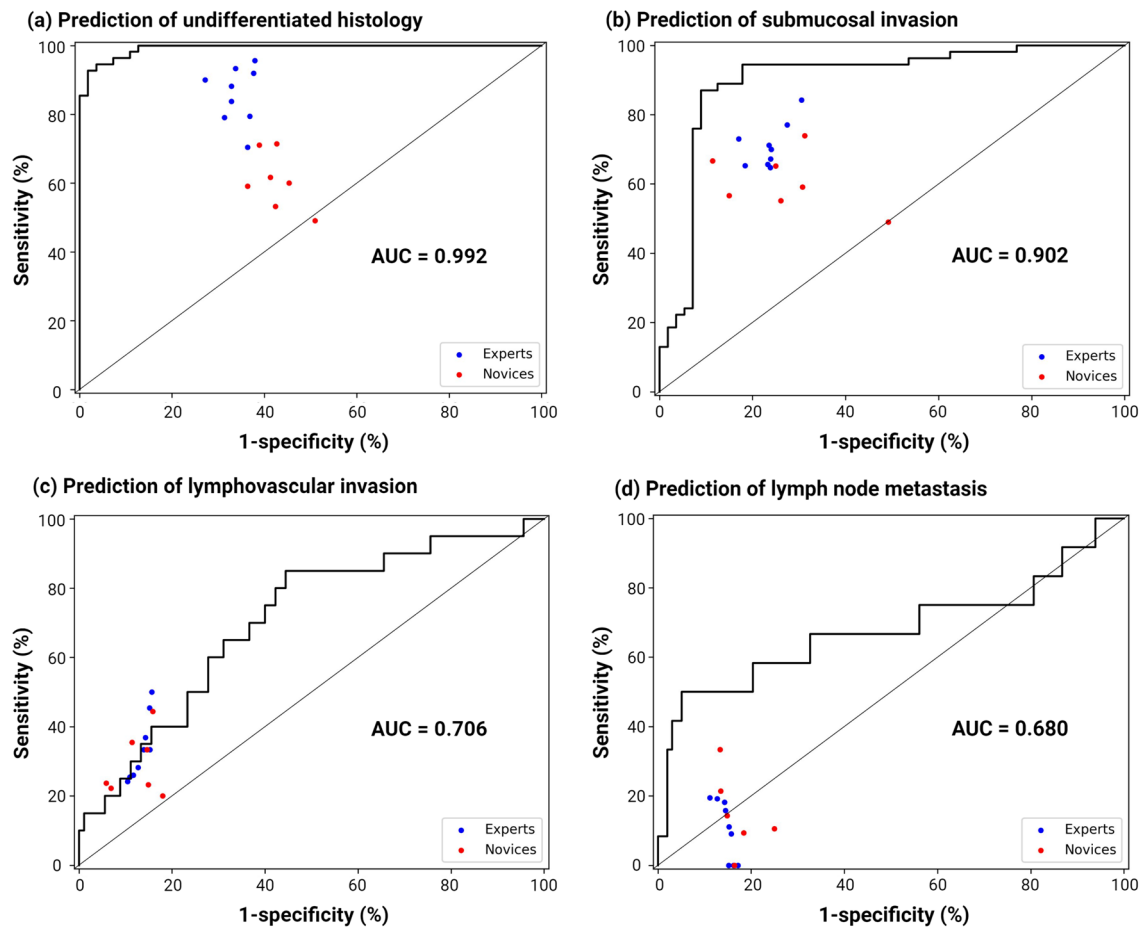 (a) Prediction of undifferentiated histology
100
80
60
40
20
0
Sensitivity (%)
AUC = 0.992
Experts
Novices
0 20 40 60 80 100
1-specificity (%)
(b) Prediction of submucosal invasion
100
80
60
40
20
0
Sensitivity (%)
AUC = 0.902
Experts
Novices
0 20 40 60 80 100
1-specificity (%)
(c) Prediction of lymphovascular invasion
100
80
60
40
20
0
Sensitivity (%)
AUC = 0.706
Experts
Novices
0 20 40 60 80 100
1-specificity (%)
(d) Prediction of lymph node metastasis
100
80
60
40
20
0
Sensitivity (%)
AUC = 0.680
Experts
Novices
0 20 40 60 80 100
1-specificity (%)